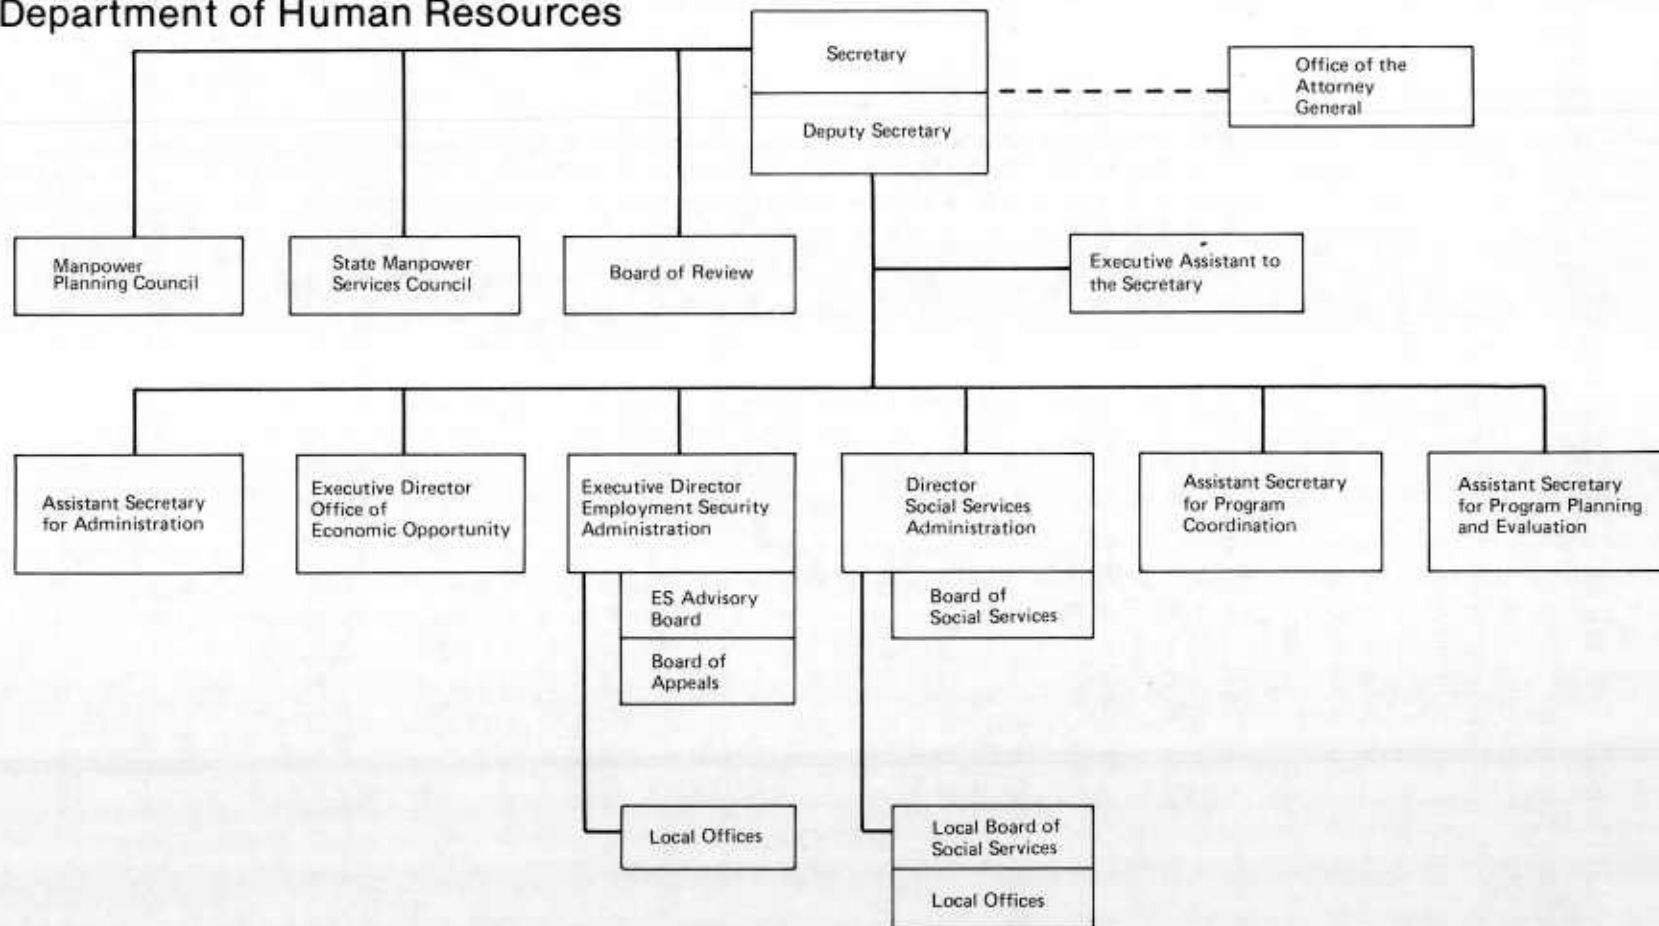 Department of Human Resources
Secretary
Deputy Secretary
Office of the
Attorney
General
Manpower
Planning Council
State Manpower
Services Council
Board of Review
Executive Assistant to
the Secretary
Assistant Secretary
for Administration
Executive Director
Office of
Economic Opportunity
Executive Director
Employment Security
Administration
Director
Social Services
Administration
Assistant Secretary
for Program
Coordination
Assistant Secretary
for Program Planning
and Evaluation
ES Advisory
Board
Board of
Appeals
Board of
Social Services
Local Offices
Local Board of
Social Services
Local Offices